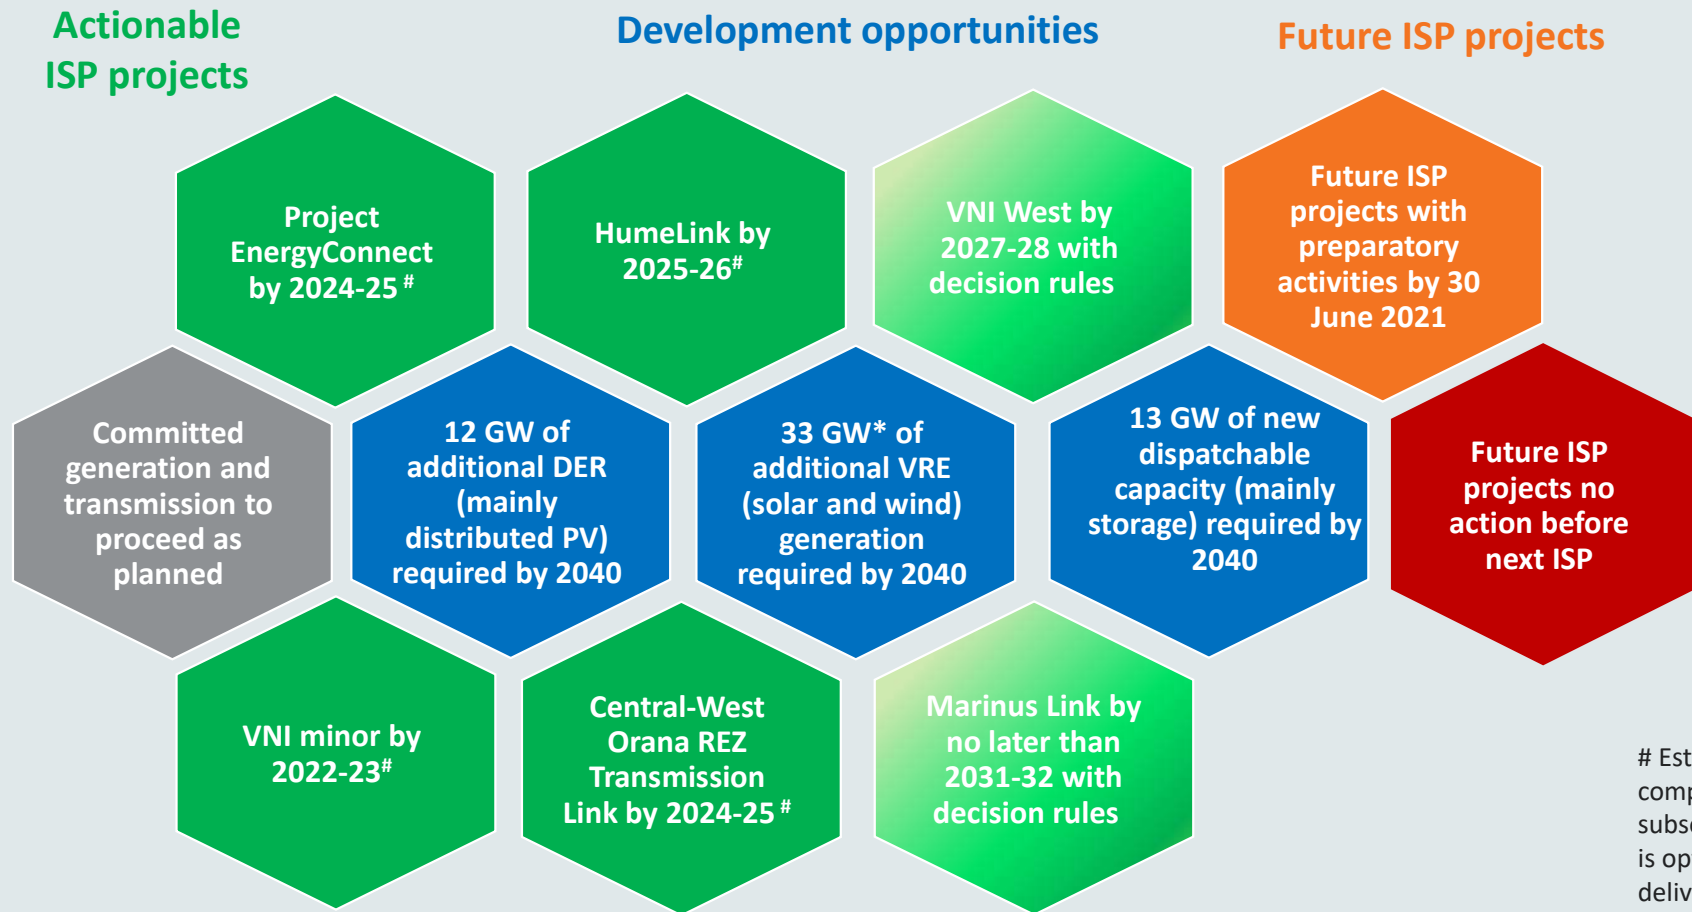 Actionable
ISP projects
Development opportunities
Future ISP projects
Project
EnergyConnect
by 2024-25 #
HumeLink by
2025-26#
VNI West by
2027-28 with
decision rules
Future ISP
projects with
preparatory
activities by 30
June 2021
Committed
generation and
transmission to
proceed as
planned
12 GW of
additional DER
(mainly
distributed PV)
required by 2040
33 GW* of
additional VRE
(solar and wind)
generation
required by 2040
13 GW of new
dispatchable
capacity (mainly
storage) required by
2040
Future ISP
projects no
action before
next ISP
VNI minor by
2022-23#
Central-West
Orana REZ
Transmission
Link by 2024-25 #
Marinus Link by
no later than
2031-32 with
decision rules
#
is